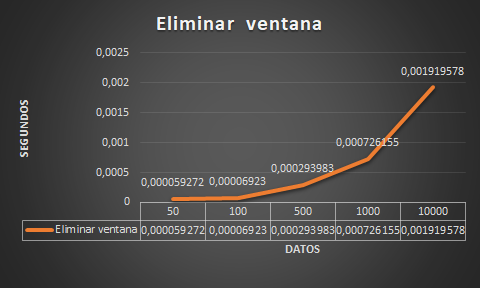 Eliminar ventana
0,0025
0,002
0,0015
0,001
0,0005
0
SEGUNDOS
0,000059272
0,00006923
0,000293983
0,000726155
0,001919578
50 100 500 1000 10000
Eliminar ventana 0,000059272 0,00006923 0,000293983 0,000726155 0,001919578
DATOS